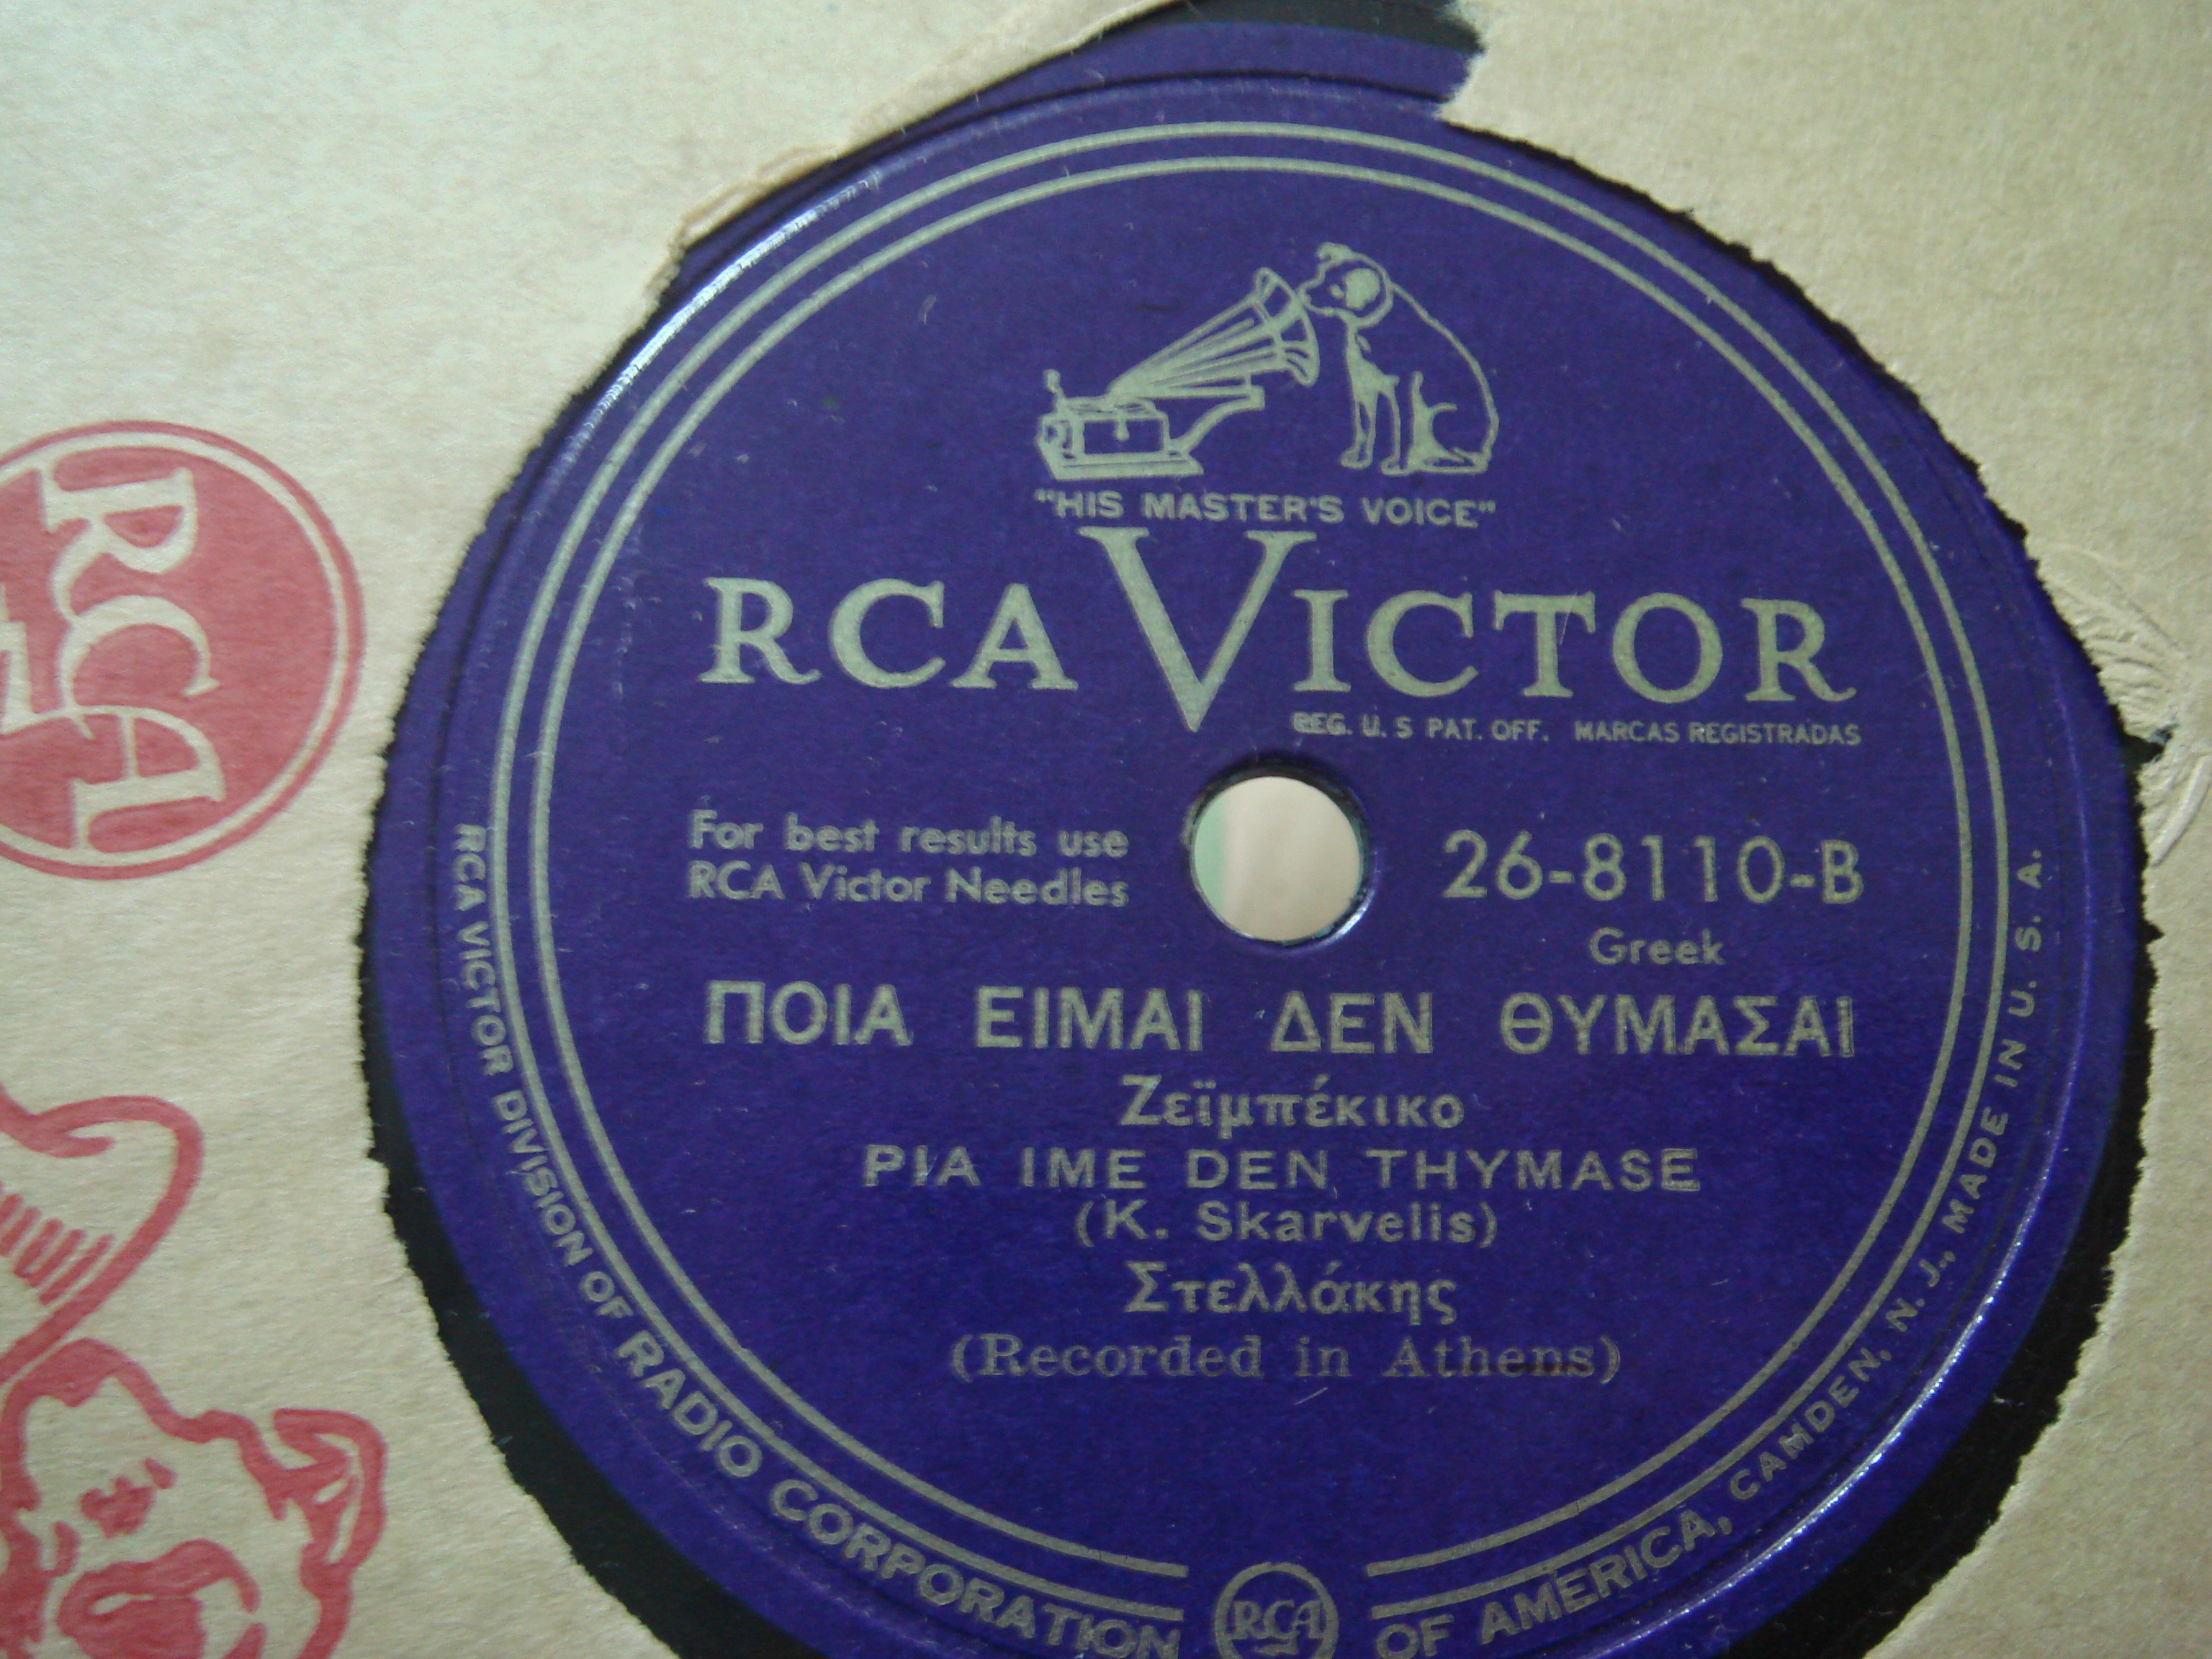 "HIS MASTER'S VOICE"
RCA VICTOR
REG. U. S PAT. OFF. MARCAS REGISTRADAS
For best results use
RCA Victor Needles
26-8110-B
Greek
ΠΟΙΑ ΕΙΜΑΙ ΔΕΝ ΘΥΜΑΣΑΙ
Ζεϊμπέκικο
PIA IME DEN THYMASE
(K. Skarvelis)
Στελλάκης
(Recorded in Athens)
RCA VICTOR DIVISION OF RADIO CORPORATION OF AMERICA, CAMDEN, N. J., MADE IN U. S. A.
RCA
RCA